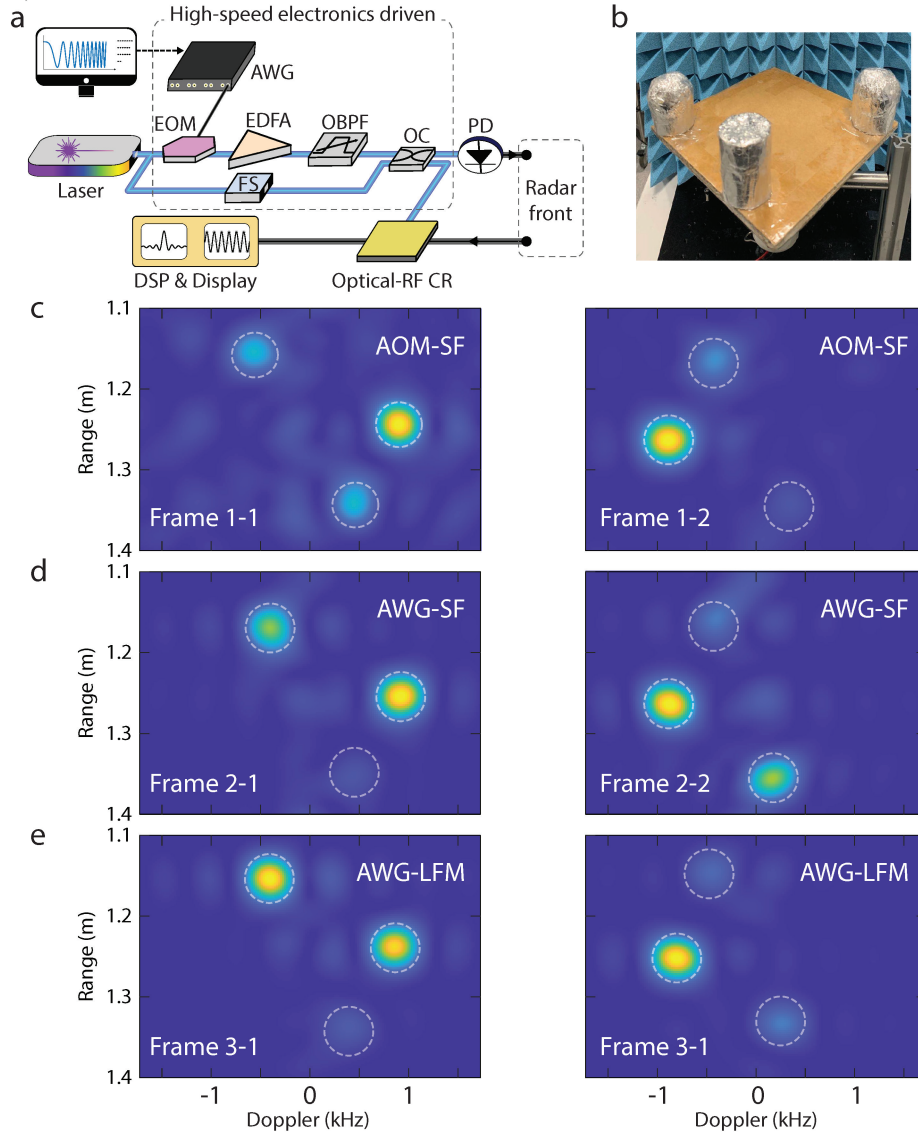 a
High-speed electronics driven
AWG
EOM
EDFA
OBPF
OC
PD
Laser
FS
Radar
front
DSP & Display
Optical-RF CR
b
c
1.1
1.2
1.3
1.4
Range (m)
AOM-SF
Frame 1-1
AOM-SF
Frame 1-2
d
1.1
1.2
1.3
1.4
Range (m)
AWG-SF
Frame 2-1
AWG-SF
Frame 2-2
e
1.1
1.2
1.3
1.4
Range (m)
AWG-LFM
Frame 3-1
AWG-LFM
Frame 3-1
-1 0 1
Doppler (kHz)
-1 0 1
Doppler (kHz)